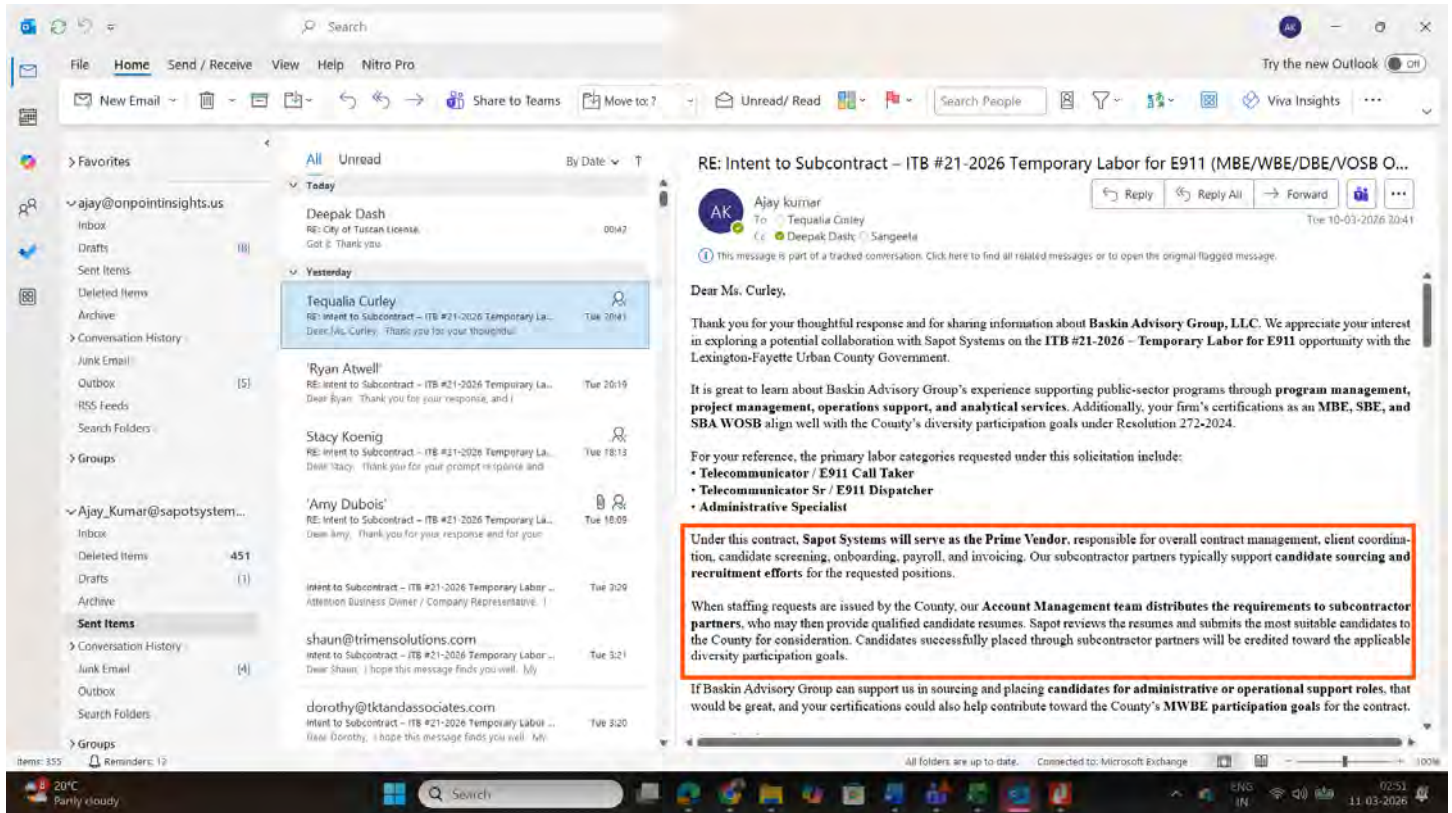 Search
AK
File Home Send / Receive View Help Nitro Pro
Try the new Outlook Off
New Email
Share to Teams
Move to: ?
Unread/ Read
Search People
Viva Insights
Favorites
ajay@onpointinsights.us
Inbox
Drafts
Sent Items
Deleted Items
Archive
Conversation History
Junk Email
Outbox [5]
RSS Feeds
Search Folders
Groups
Ajay_Kumar@sapotsystem...
Inbox
Deleted Items 451
Drafts (1)
Archive
Sent Items
Conversation History
Junk Email [4]
Outbox
Search Folders
Groups
All Unread
By Date
Today
Deepak Dash
RE: City of Tuscan License. 00:47
Got it. Thank you
Yesterday
Tequalia Curley
RE: Intent to Subcontract – ITB #21-2026 Temporary La... Tue 20:41
Dear Ms. Curley, Thank you for your thoughtful
'Ryan Atwell'
RE: Intent to Subcontract – ITB #21-2026 Temporary La... Tue 20:19
Dear Ryan Thank you for your response, and I
Stacy Koenig
RE: Intent to Subcontract – ITB #21-2026 Temporary La... Tue 18:13
Dear Stacy, Thank you for your prompt response and
'Amy Dubois'
RE: Intent to Subcontract – ITB #21-2026 Temporary La... Tue 18:09
Dear Amy, Thank you for your response and for your
Intent to Subcontract – ITB #21-2026 Temporary Labor ... Tue 3:29
Attention Business Owner / Company Representative, I
shaun@trimensolutions.com
Intent to Subcontract – ITB #21-2026 Temporary Labor ... Tue 3:21
Dear Shaun, I hope this message finds you well. My
dorothy@tktandassociates.com
Intent to Subcontract – ITB #21-2026 Temporary Labor ... Tue 3:20
Dear Dorothy, I hope this message finds you well. My
RE: Intent to Subcontract – ITB #21-2026 Temporary Labor for E911 (MBE/WBE/DBE/VOSB O...
AK
Ajay kumar
To Tequalia Curley
Cc Deepak Dash; Sangeeta
Reply Reply All Forward
Tue 10-03-2026 20:41
This message is part of a tracked conversation. Click here to find all related messages or to open the original flagged message.
Dear Ms. Curley,
Thank you for your thoughtful response and for sharing information about Baskin Advisory Group, LLC. We appreciate your interest
in exploring a potential collaboration with Sapot Systems on the ITB #21-2026 – Temporary Labor for E911 opportunity with the
Lexington-Fayette Urban County Government.
It is great to learn about Baskin Advisory Group's experience supporting public-sector programs through program management,
project management, operations support, and analytical services. Additionally, your firm's certifications as an MBE, SBE, and
SBA WOSB align well with the County's diversity participation goals under Resolution 272-2024.
For your reference, the primary labor categories requested under this solicitation include:
• Telecommunicator / E911 Call Taker
• Telecommunicator Sr / E911 Dispatcher
• Administrative Specialist
Under this contract, Sapot Systems will serve as the Prime Vendor, responsible for overall contract management, client coordina-
tion, candidate screening, onboarding, payroll, and invoicing. Our subcontractor partners typically support candidate sourcing and
recruitment efforts for the requested positions.
When staffing requests are issued by the County, our Account Management team distributes the requirements to subcontractor
partners, who may then provide qualified candidate resumes. Sapot reviews the resumes and submits the most suitable candidates to
the County for consideration. Candidates successfully placed through subcontractor partners will be credited toward the applicable
diversity participation goals.
If Baskin Advisory Group can support us in sourcing and placing candidates for administrative or operational support roles, that
would be great, and your certifications could also help contribute toward the County's MWBE participation goals for the contract.
Items: 355 Reminders: 12
All folders are up to date. Connected to: Microsoft Exchange 100%
20°C
Partly cloudy
Search
ENG
IN
02:51
11-03-2026